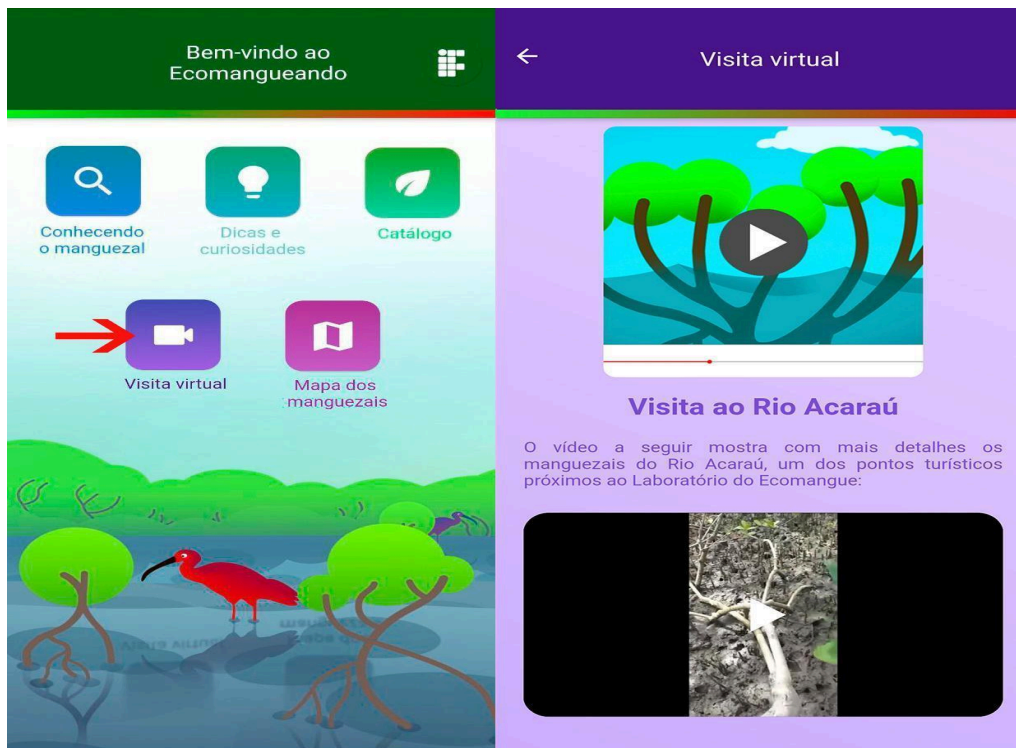 Bem-vindo ao
Ecomangueando
Conhecendo
o manguezal
Dicas e
curiosidades
Catálogo
Visita virtual
Mapa dos
manguezais
Visita virtual
Visita ao Rio Acaraú
O vídeo a seguir mostra com mais detalhes os
manguezais do Rio Acaraú, um dos pontos turísticos
próximos ao Laboratório do Ecomangue: